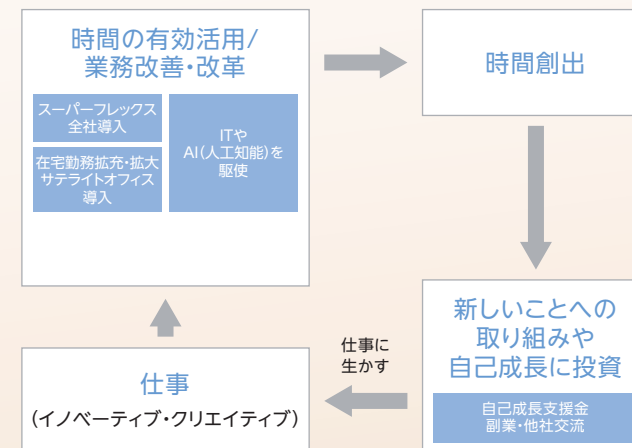 時間の有効活用/
業務改善・改革
スーパーフレックス
全社導入
在宅勤務拡充・拡大
サテライトオフィス
導入
ITや
AI(人工知能)を
駆使
時間創出
新しいことへの
取り組みや
自己成長に投資
自己成長支援金
副業・他社交流
仕事に
生かす
仕事
(イノベーティブ・クリエイティブ)